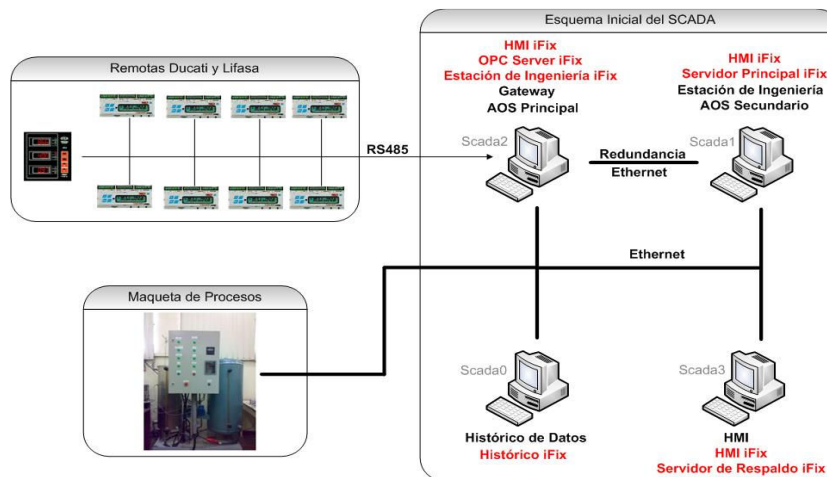 Esquema Inicial del SCADA
Remotas Ducati y Lifasa
RS485
HMI iFix
OPC Server iFix
Estación de Ingeniería iFix
Gateway
AOS Principal
Scada2
HMI iFix
Servidor Principal iFix
Estación de Ingeniería
AOS Secundario
Scada1
Redundancia
Ethernet
Ethernet
Maqueta de Procesos
Scada0
Histórico de Datos
Histórico iFix
Scada3
HMI
HMI iFix
Servidor de Respaldo iFix